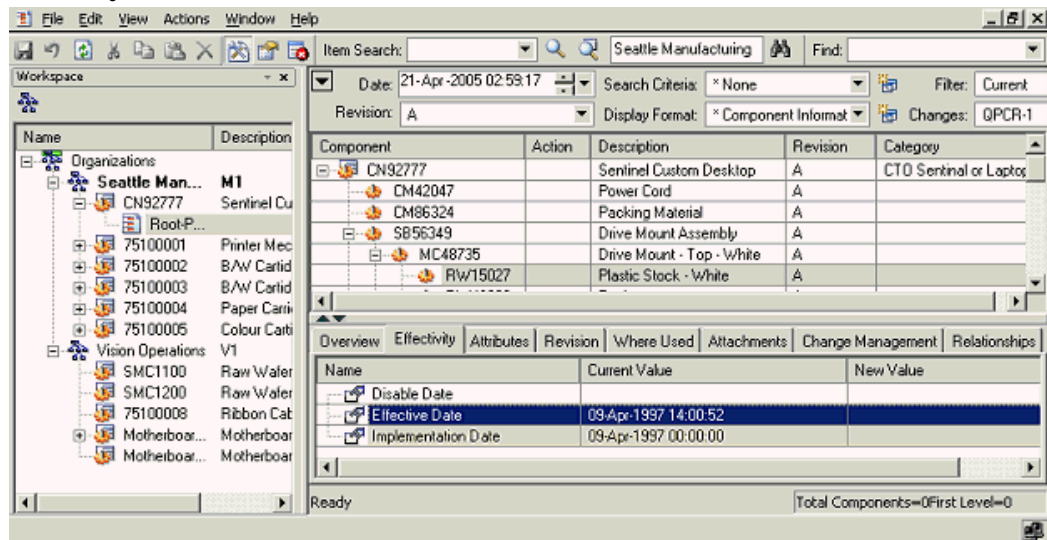 File Edit View Actions Window Help
Item Search: Seattle Manufacturing Find:
Workspace
Name Description
Organizations
Seattle Man... M1
CN92777 Sentinel Cu
Root-P...
75100001 Printer Mec
75100002 B/W Cartid
75100003 B/W Cartid
75100004 Paper Carri
75100005 Colour Carti
Vision Operations V1
SMC1100 Raw Wafer
SMC1200 Raw Wafer
75100008 Ribbon Cab
Motherboar... Motherboar
Motherboar... Motherboar
Date: 21-Apr-2005 02:59:17 Search Criteria: * None Filter: Current
Revision: A Display Format: * Component Informat Changes: QPCR-1
Component Action Description Revision Category
CN92777 Sentinel Custom Desktop A CTO Sentinal or Laptop
CM42047 Power Cord A
CM86324 Packing Material A
SB56349 Drive Mount Assembly A
MC48735 Drive Mount - Top - White A
RW15027 Plastic Stock - White A
Overview Effectivity Attributes Revision Where Used Attachments Change Management Relationships
Name Current Value New Value
Disable Date
Effective Date 09-Apr-1997 14:00:52
Implementation Date 09-Apr-1997 00:00:00
Ready Total Components=0First Level=0